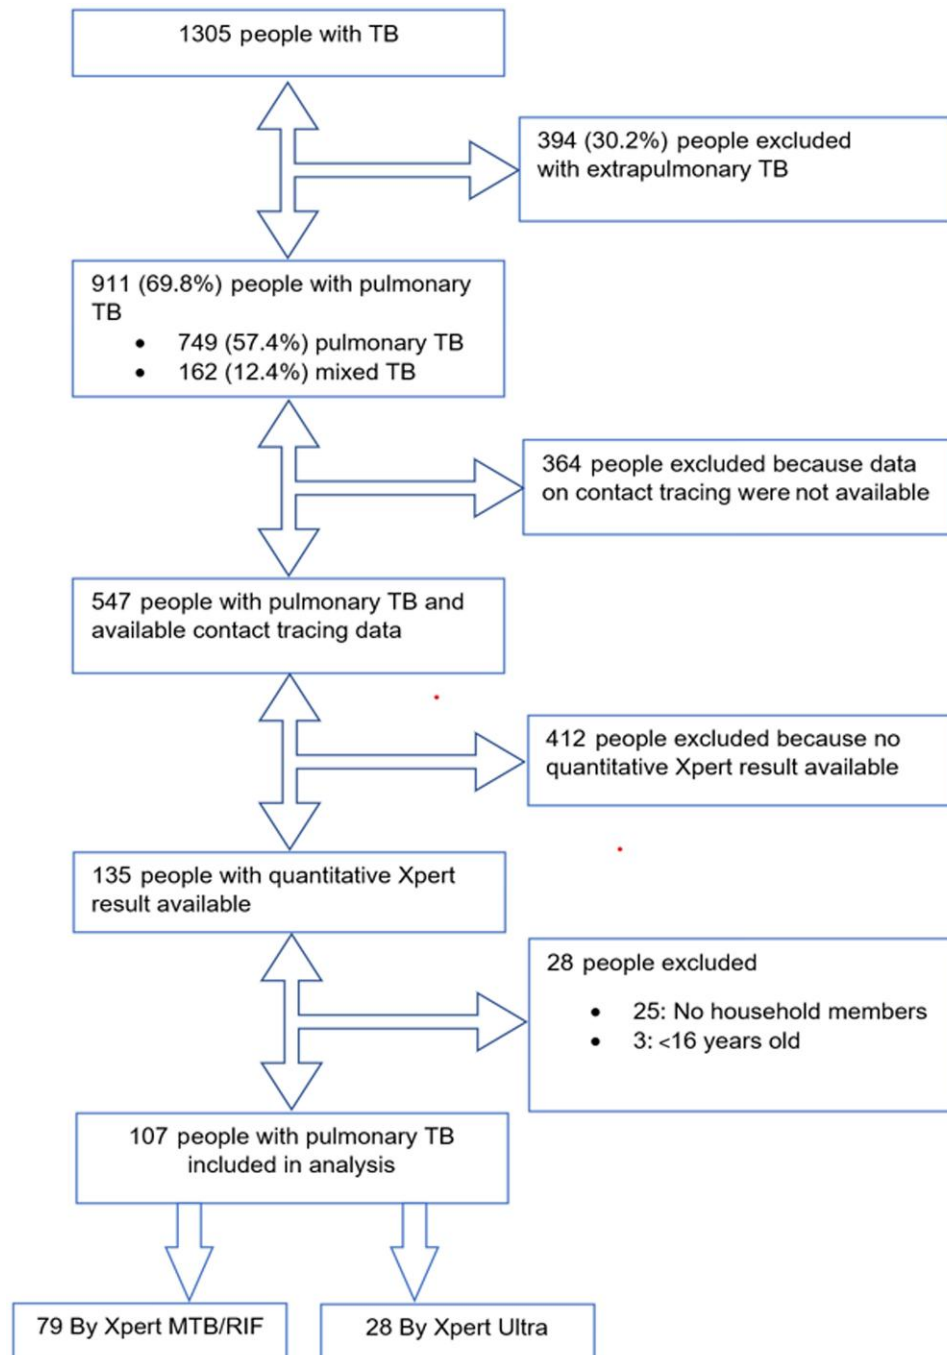 1305 people with TB
394 (30.2%) people excluded
with extrapulmonary TB
911 (69.8%) people with pulmonary
TB
• 749 (57.4%) pulmonary TB
• 162 (12.4%) mixed TB
364 people excluded because data
on contact tracing were not available
547 people with pulmonary TB and
available contact tracing data
412 people excluded because no
quantitative Xpert result available
135 people with quantitative Xpert
result available
28 people excluded
• 25: No household members
• 3: <16 years old
107 people with pulmonary TB
included in analysis
79 By Xpert MTB/RIF
28 By Xpert Ultra